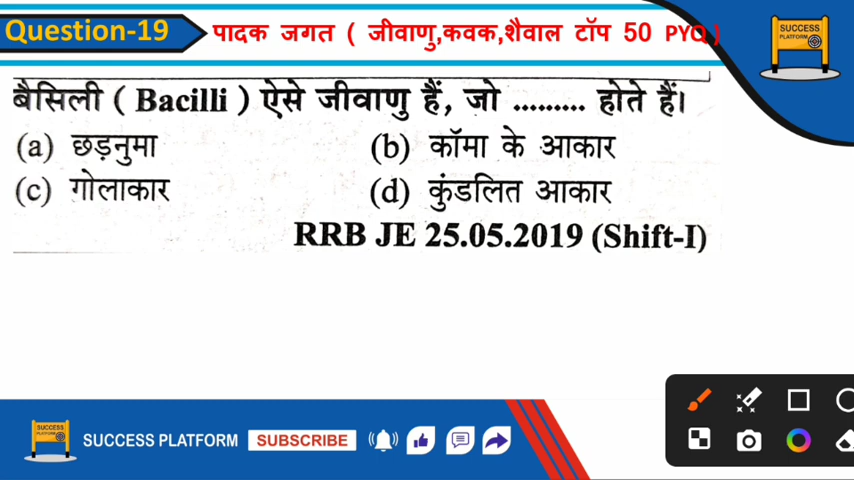 Question-19
पादक जगत ( जीवाणु,कवक,शैवाल टॉप 50 PYQ )
SUCCESS
PLATFORM
बैसिली ( Bacilli ) ऐसे जीवाणु हैं, जो ......... होते हैं।
(a) छड़नुमा (b) कॉमा के आकार
(c) गोलाकार (d) कुंडलित आकार
RRB JE 25.05.2019 (Shift-I)
SUCCESS
PLATFORM
SUCCESS PLATFORM SUBSCRIBE